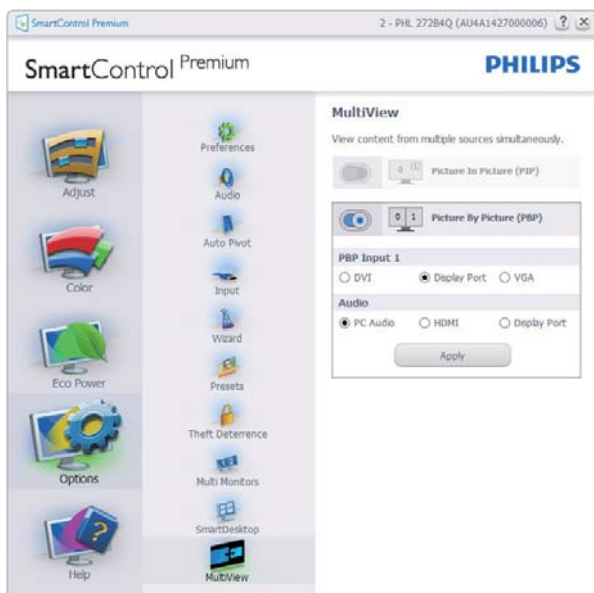 SmartControl Premium
2 - PHL 272B4Q (AU4A1427000006) ? X
SmartControl Premium
PHILIPS
Adjust
Color
Eco Power
Options
Help
Preferences
Audio
Auto Pivot
Input
Wizard
Presets
Theft Deterrence
Multi Monitors
SmartDesktop
MultiView
MultiView
View content from multiple sources simultaneously.
Picture In Picture (PIP)
0 1 Picture By Picture (PBP)
PBP Input 1
DVI Display Port VGA
Audio
PC Audio HDMI Display Port
Apply